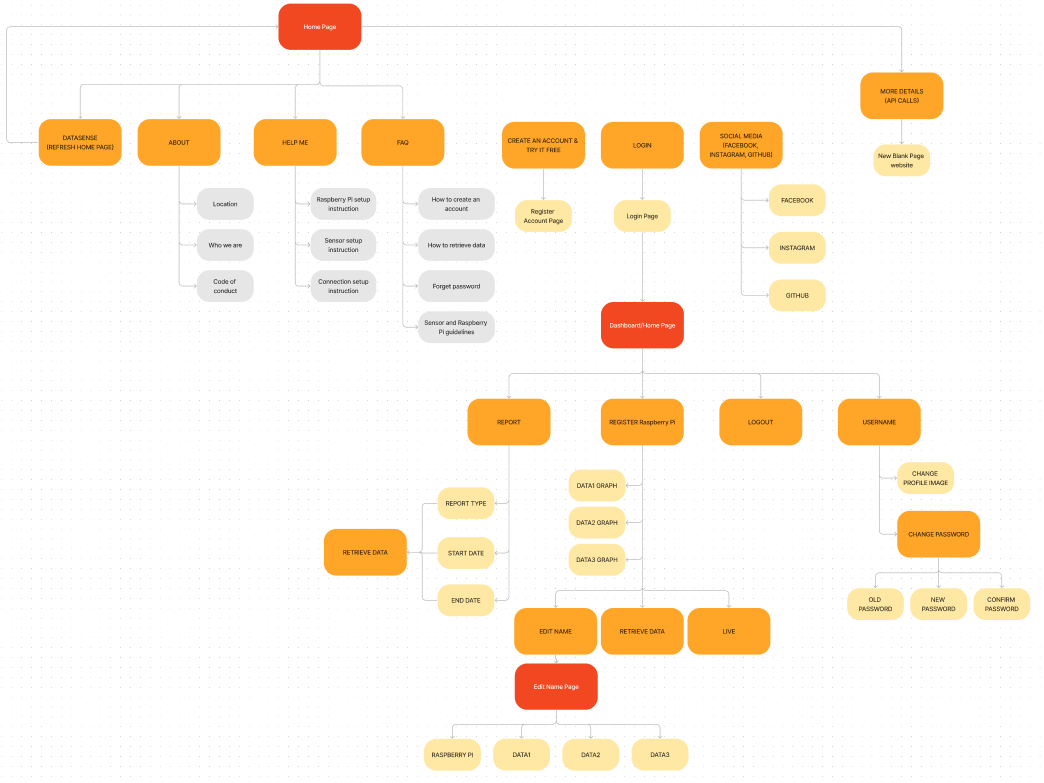 Home Page
MORE DETAILS
(API CALLS)
DATASENSE
(REFRESH HOME PAGE)
ABOUT
HELP ME
FAQ
CREATE AN ACCOUNT &
TRY IT FREE
LOGIN
SOCIAL MEDIA
(FACEBOOK,
INSTAGRAM, GITHUB)
New Blank Page
website
Location
Who we are
Code of
conduct
Raspberry Pi setup
instruction
Sensor setup
instruction
Connection setup
instruction
How to create an
account
How to retrieve data
Forget password
Sensor and Raspberry
Pi guidelines
Register
Account Page
Login Page
FACEBOOK
INSTAGRAM
GITHUB
Dashboard/Home Page
REPORT
REGISTER Raspberry Pi
LOGOUT
USERNAME
REPORT TYPE
START DATE
END DATE
RETRIEVE DATA
DATA1 GRAPH
DATA2 GRAPH
DATA3 GRAPH
CHANGE
PROFILE IMAGE
CHANGE PASSWORD
OLD
PASSWORD
NEW
PASSWORD
CONFIRM
PASSWORD
EDIT NAME
RETRIEVE DATA
LIVE
Edit Name Page
RASPBERRY PI
DATA1
DATA2
DATA3